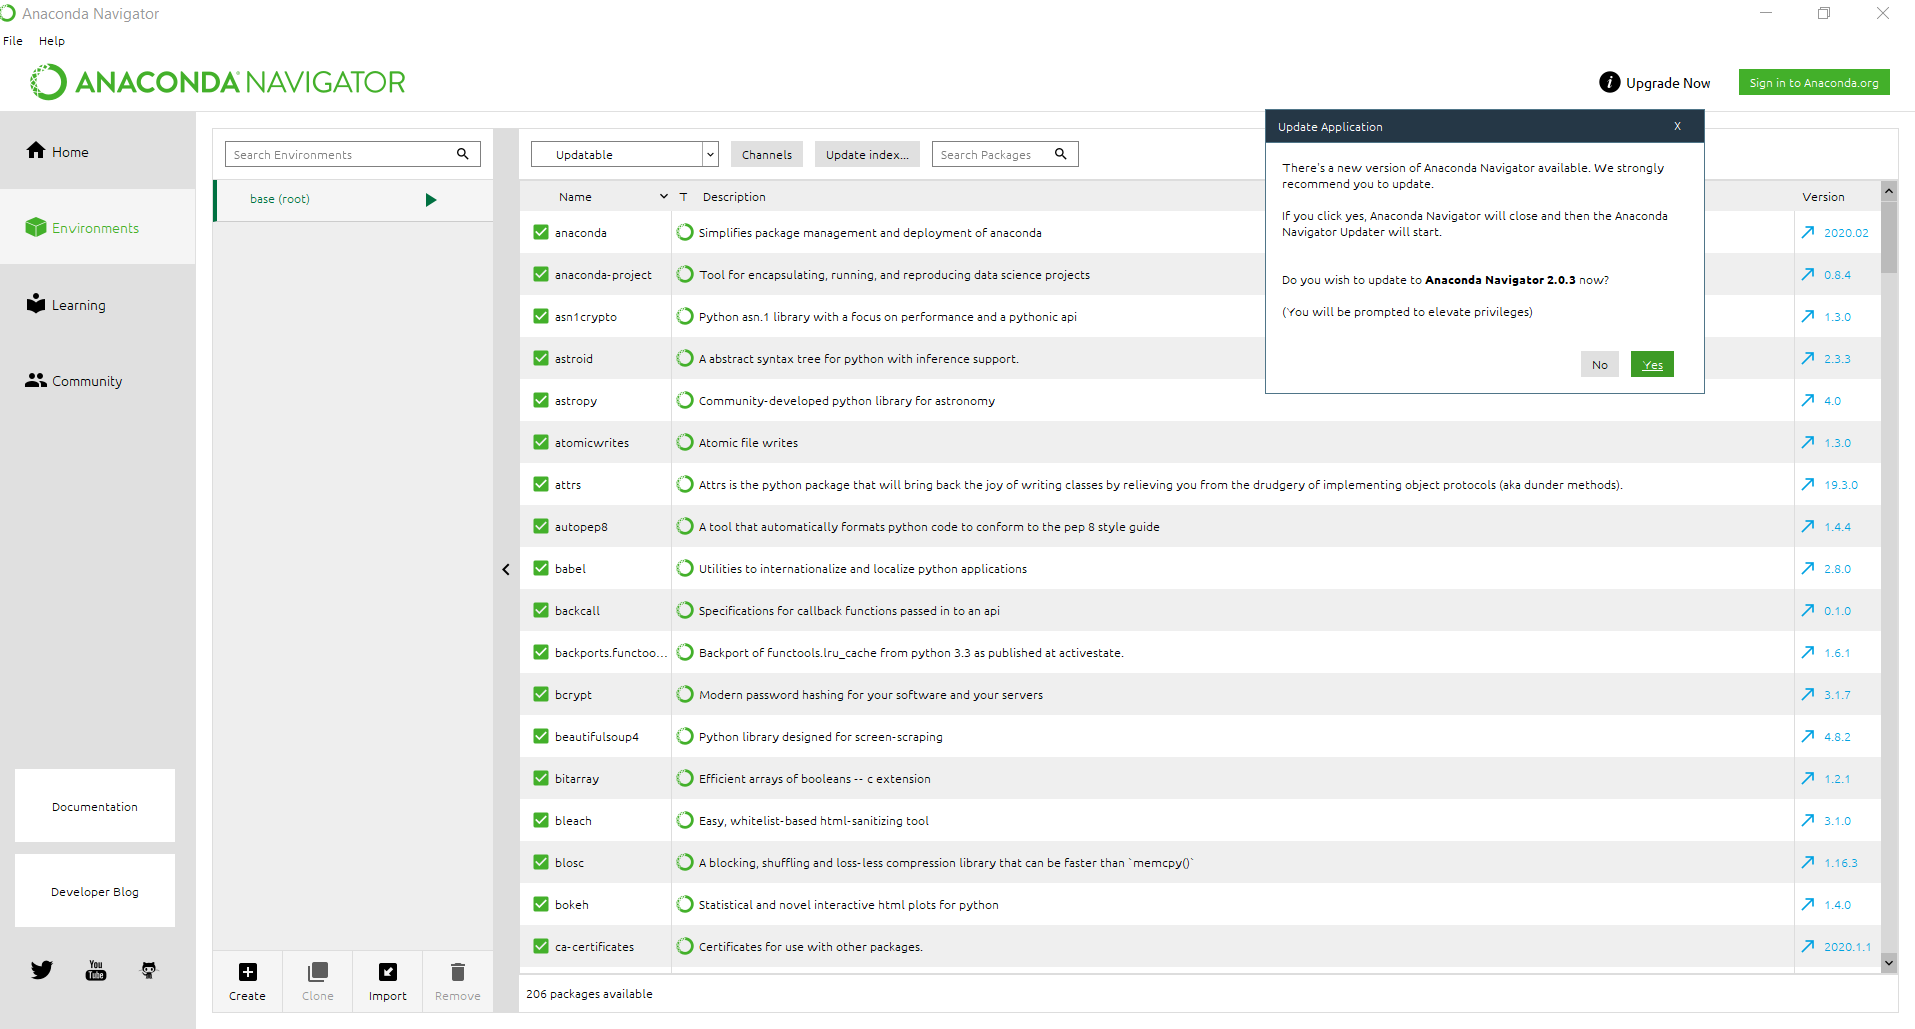 Anaconda Navigator
File Help
ANACONDA NAVIGATOR
i Upgrade Now
Sign in to Anaconda.org
Home
Environments
Learning
Community
Documentation
Developer Blog
You Tube
Search Environments
base (root)
Create Clone Import Remove
Updatable Channels Update index... Search Packages
Name T Description Version
anaconda Simplifies package management and deployment of anaconda 2020.02
anaconda-project Tool for encapsulating, running, and reproducing data science projects 0.8.4
asn1crypto Python asn.1 library with a focus on performance and a pythonic api 1.3.0
astroid A abstract syntax tree for python with inference support. 2.3.3
astropy Community-developed python library for astronomy 4.0
atomicwrites Atomic file writes 1.3.0
attrs Attrs is the python package that will bring back the joy of writing classes by relieving you from the drudgery of implementing object protocols (aka dunder methods). 19.3.0
autopep8 A tool that automatically formats python code to conform to the pep 8 style guide 1.4.4
babel Utilities to internationalize and localize python applications 2.8.0
backcall Specifications for callback functions passed in to an api 0.1.0
backports.functoo... Backport of functools.lru_cache from python 3.3 as published at activestate. 1.6.1
bcrypt Modern password hashing for your software and your servers 3.1.7
beautifulsoup4 Python library designed for screen-scraping 4.8.2
bitarray Efficient arrays of booleans -- c extension 1.2.1
bleach Easy, whitelist-based html-sanitizing tool 3.1.0
blosc A blocking, shuffling and loss-less compression library that can be faster than `memcpy()` 1.16.3
bokeh Statistical and novel interactive html plots for python 1.4.0
ca-certificates Certificates for use with other packages. 2020.1.1
206 packages available
Update Application X
There's a new version of Anaconda Navigator available. We strongly
recommend you to update.
If you click yes, Anaconda Navigator will close and then the Anaconda
Navigator Updater will start.
Do you wish to update to Anaconda Navigator 2.0.3 now?
(You will be prompted to elevate privileges)
No Yes